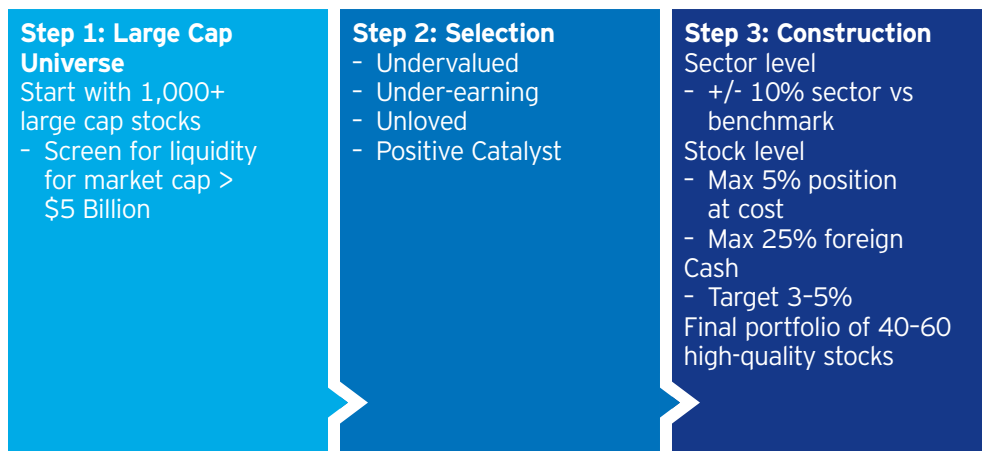 Step 1: Large Cap
Universe
Start with 1,000+
large cap stocks
– Screen for liquidity
for market cap >
$5 Billion
Step 2: Selection
– Undervalued
– Under-earning
– Unloved
– Positive Catalyst
Step 3: Construction
Sector level
– +/- 10% sector vs
benchmark
Stock level
– Max 5% position
at cost
– Max 25% foreign
Cash
– Target 3–5%
Final portfolio of 40–60
high-quality stocks